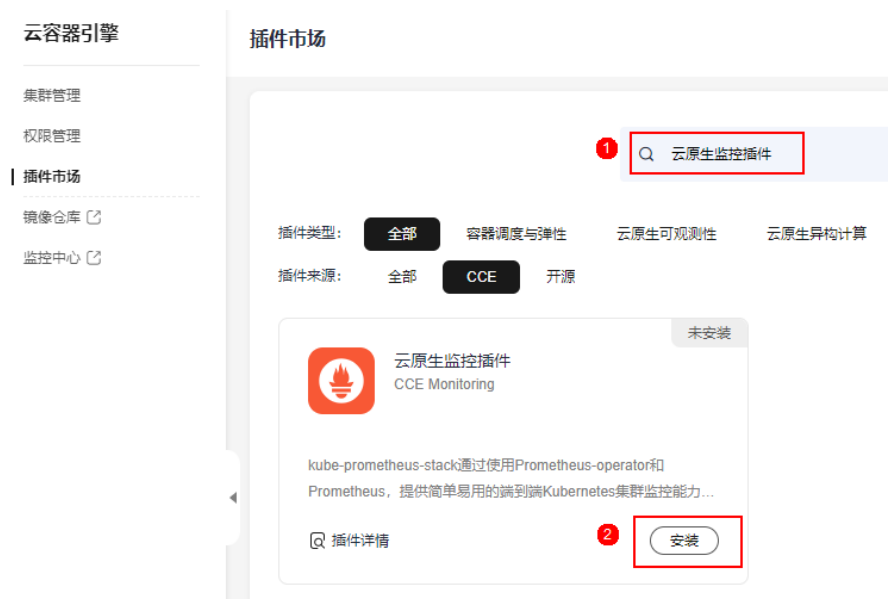 云容器引擎
集群管理
权限管理
插件市场
镜像仓库
监控中心
插件市场
1 云原生监控插件
插件类型： 全部 容器调度与弹性 云原生可观测性 云原生异构计算
插件来源： 全部 CCE 开源
未安装
云原生监控插件
CCE Monitoring
kube-prometheus-stack通过使用Prometheus-operator和
Prometheus，提供简单易用的端到端Kubernetes集群监控能力...
插件详情 2 安装